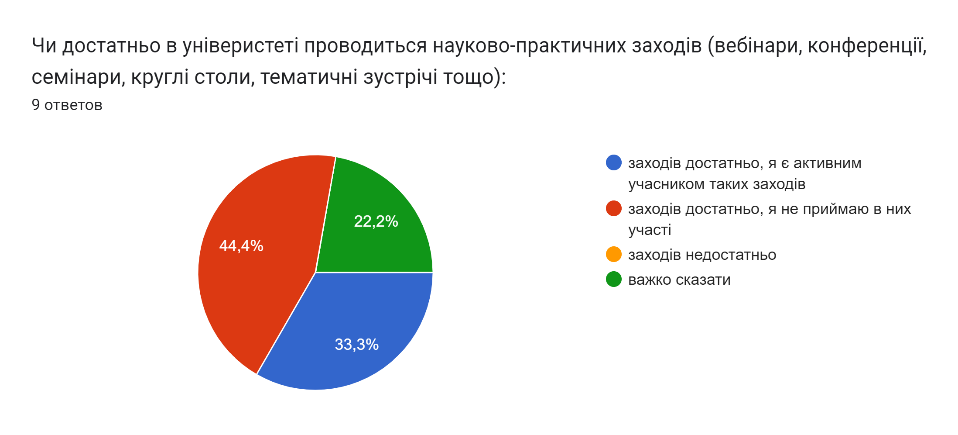 Чи достатньо в універистеті проводиться науково-практичних заходів (вебінари, конференції,
семінари, круглі столи, тематичні зустрічі тощо):
9 ответов
22,2%
44,4%
33,3%
заходів достатньо, я є активним
учасником таких заходів
заходів достатньо, я не приймаю в них
участі
заходів недостатньо
важко сказати